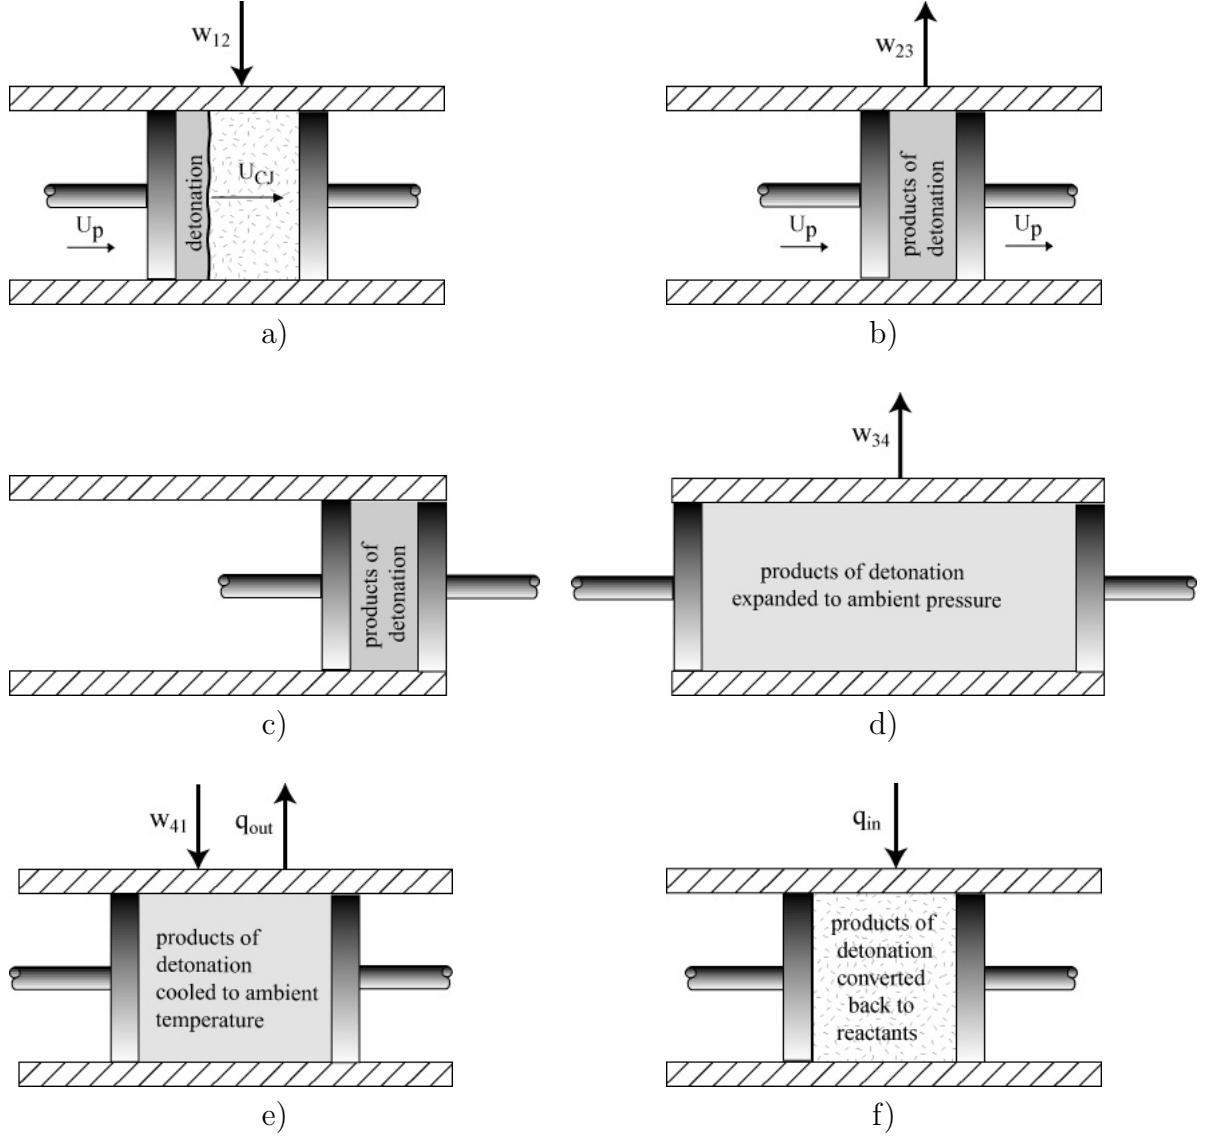 w12
detonation
UCJ
Up
a)
w23
products of
detonation
Up
Up
b)
products of
detonation
c)
w34
products of detonation
expanded to ambient pressure
d)
w41
qout
products of
detonation
cooled to ambient
temperature
e)
qin
products of
detonation
converted
back to
reactants
f)